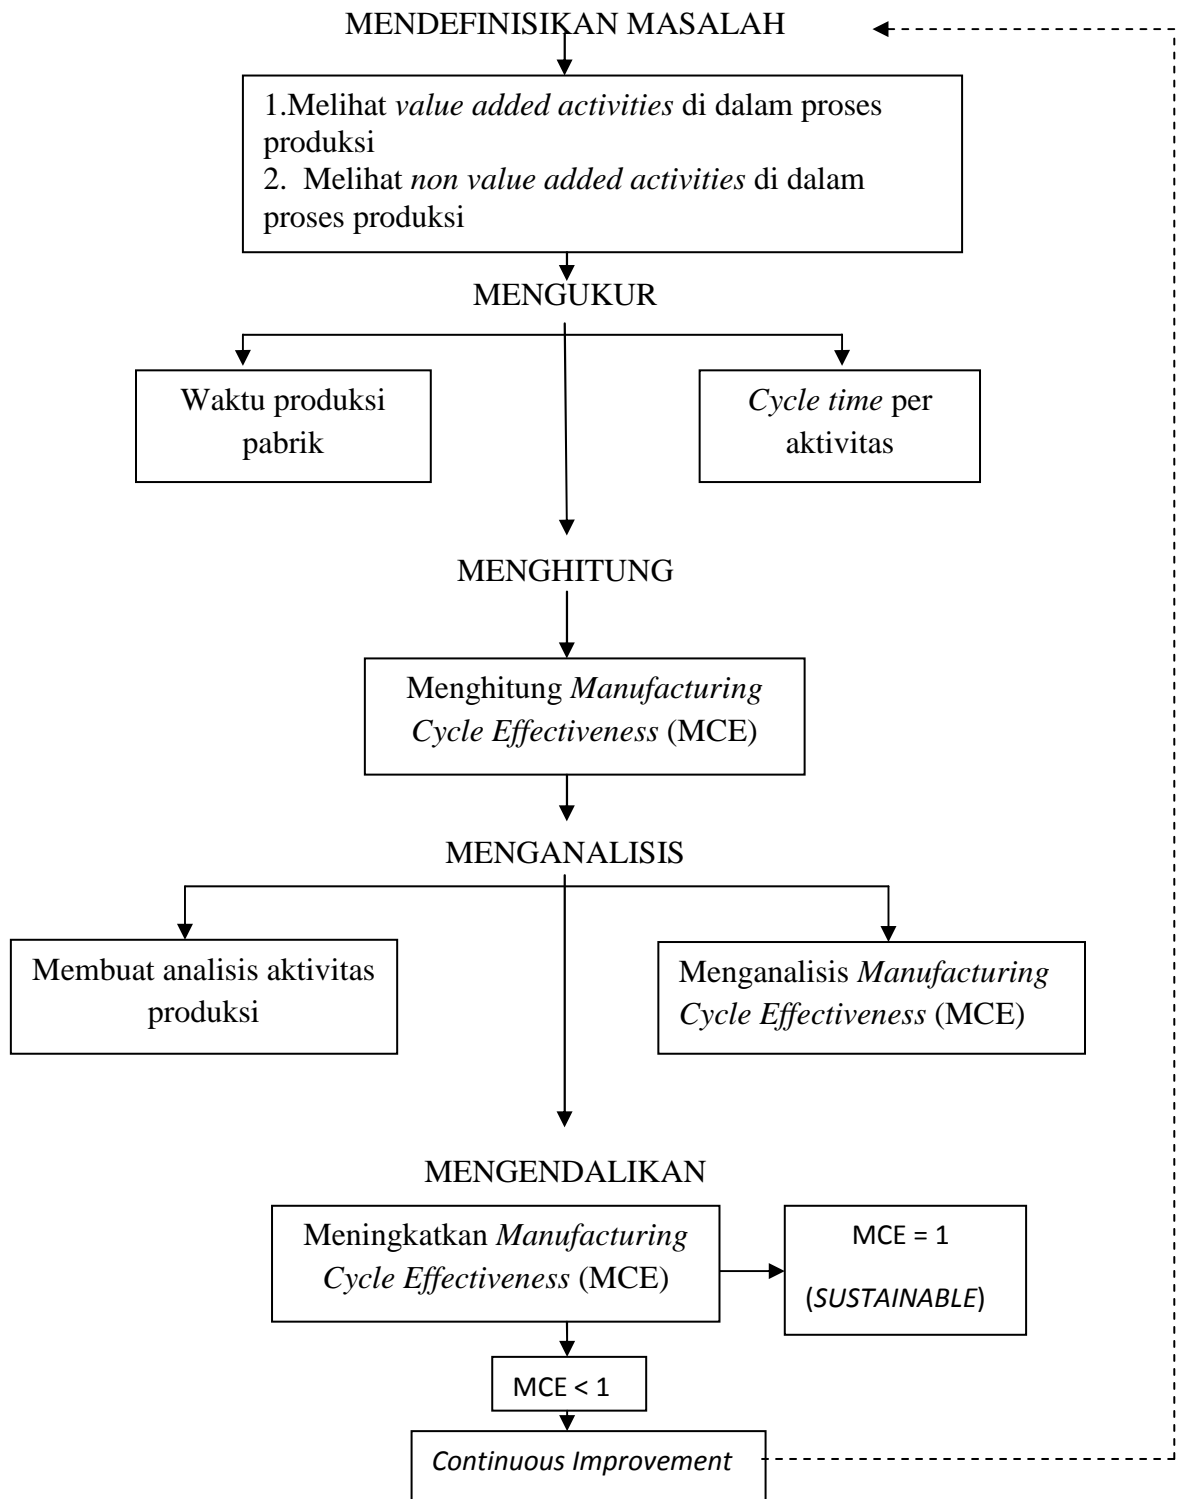 MENDEFINISIKAN MASALAH
1.Melihat value added activities di dalam proses
produksi
2. Melihat non value added activities di dalam
proses produksi
MENGUKUR
Waktu produksi
pabrik
Cycle time per
aktivitas
MENGHITUNG
Menghitung Manufacturing
Cycle Effectiveness (MCE)
MENGANALISIS
Membuat analisis aktivitas
produksi
Menganalisis Manufacturing
Cycle Effectiveness (MCE)
MENGENDALIKAN
Meningkatkan Manufacturing
Cycle Effectiveness (MCE)
MCE = 1
(SUSTAINABLE)
MCE < 1
Continuous Improvement